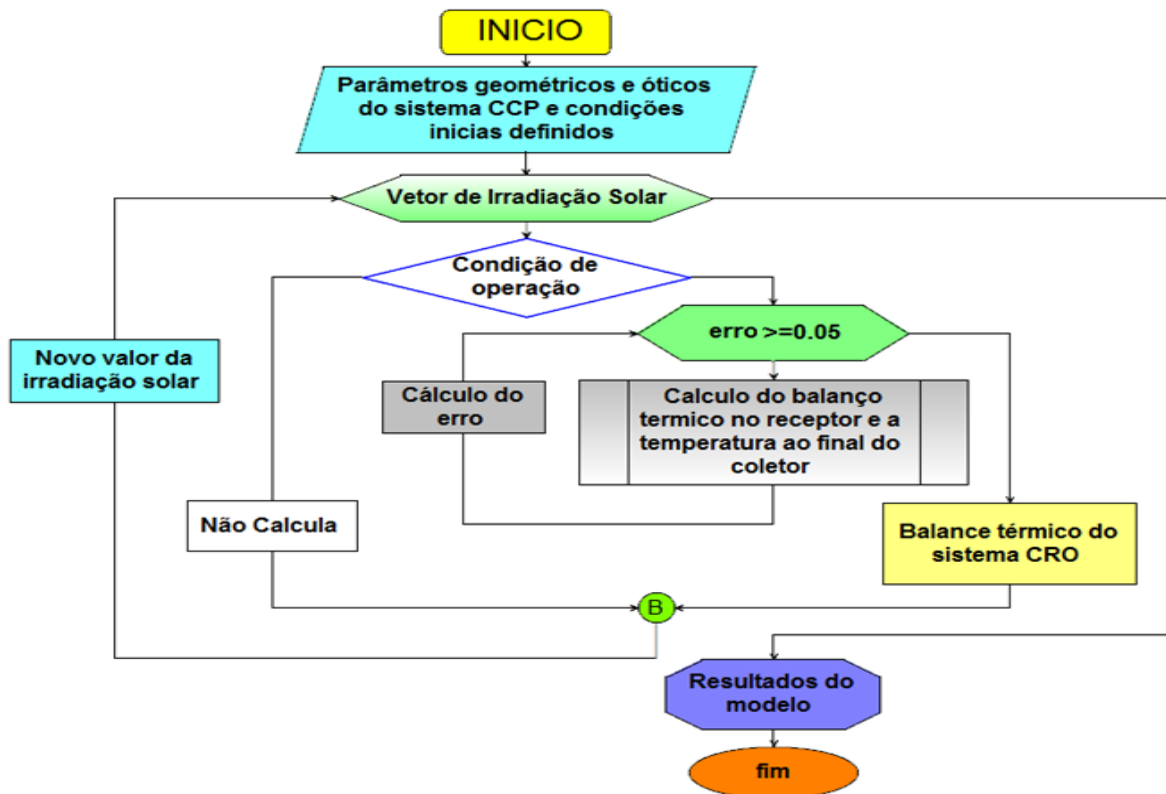 INICIO
Parâmetros geométricos e óticos
do sistema CCP e condições
inicias definidos
Vetor de Irradiação Solar
Condição de
operação
erro >=0.05
Novo valor da
irradiação solar
Cálculo do
erro
Calculo do balanço
termico no receptor e a
temperatura ao final do
coletor
Não Calcula
Balance térmico do
sistema CRO
B
Resultados do
modelo
fim